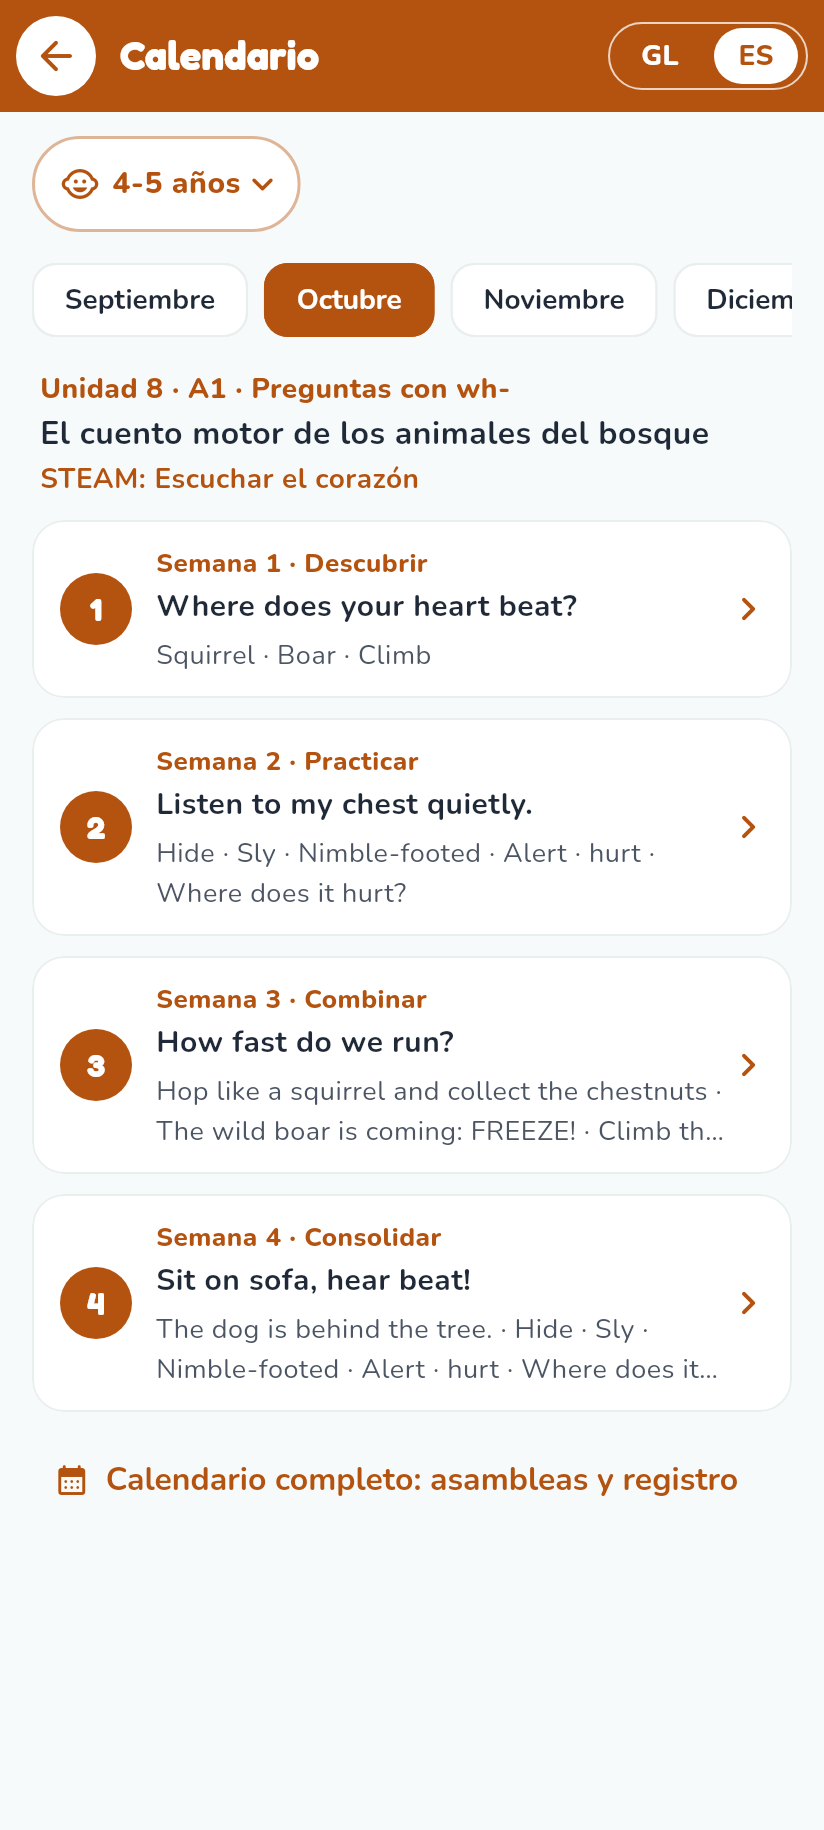 Calendario
GL ES
4-5 años
Septiembre Octubre Noviembre Diciem
Unidad 8 · A1 · Preguntas con wh-
El cuento motor de los animales del bosque
STEAM: Escuchar el corazón
Semana 1 · Descubrir
1
Where does your heart beat?
Squirrel · Boar · Climb
Semana 2 · Practicar
2
Listen to my chest quietly.
Hide · Sly · Nimble-footed · Alert · hurt ·
Where does it hurt?
Semana 3 · Combinar
3
How fast do we run?
Hop like a squirrel and collect the chestnuts ·
The wild boar is coming: FREEZE! · Climb th...
Semana 4 · Consolidar
4
Sit on sofa, hear beat!
The dog is behind the tree. · Hide · Sly ·
Nimble-footed · Alert · hurt · Where does it...
Calendario completo: asambleas y registro